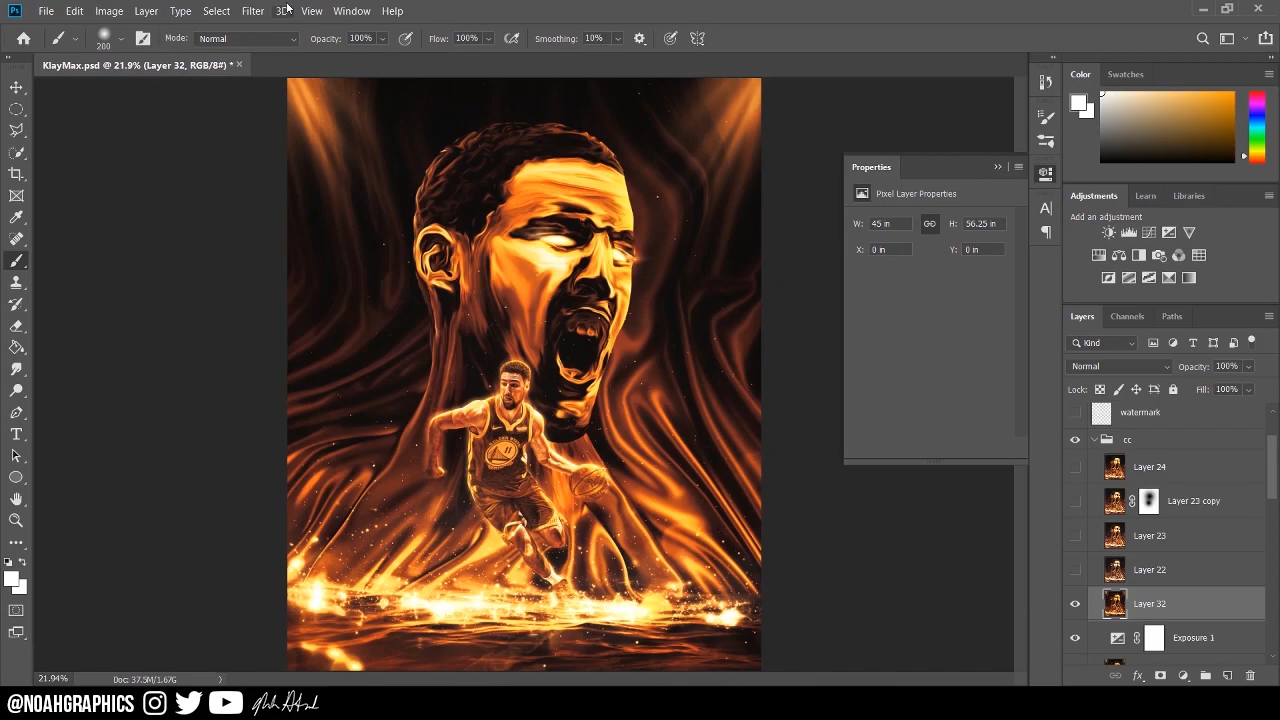 Ps File Edit Image Layer Type Select Filter 3D View Window Help
200 Mode: Normal Opacity: 100% Flow: 100% Smoothing: 10%
KlayMax.psd @ 21.9% (Layer 32, RGB/8#) * ×
Color Swatches
Properties
Pixel Layer Properties
W: 45 in H: 56.25 in
X: 0 in Y: 0 in
Adjustments Learn Libraries
Add an adjustment
Layers Channels Paths
Kind
Normal Opacity: 100%
Lock: Fill: 100%
watermark
cc
Layer 24
Layer 23 copy
Layer 23
Layer 22
Layer 32
Exposure 1
11
21.94% Doc: 37.5M/1.67G
@NOAHGRAPHICS